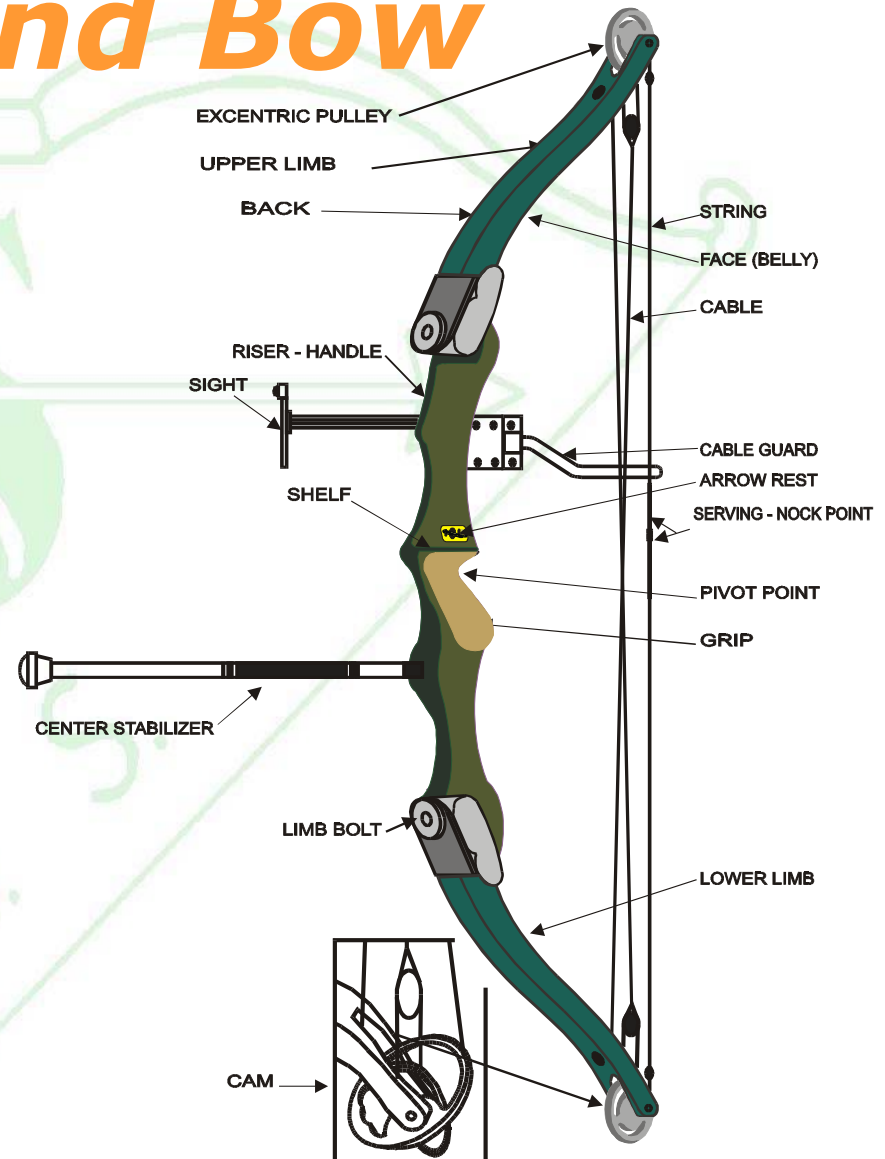 nd Bow
EXCENTRIC PULLEY
UPPER LIMB
BACK
STRING
FACE (BELLY)
CABLE
RISER - HANDLE
SIGHT
CABLE GUARD
ARROW REST
SHELF
SERVING - NOCK POINT
PIVOT POINT
GRIP
CENTER STABILIZER
LIMB BOLT
LOWER LIMB
CAM